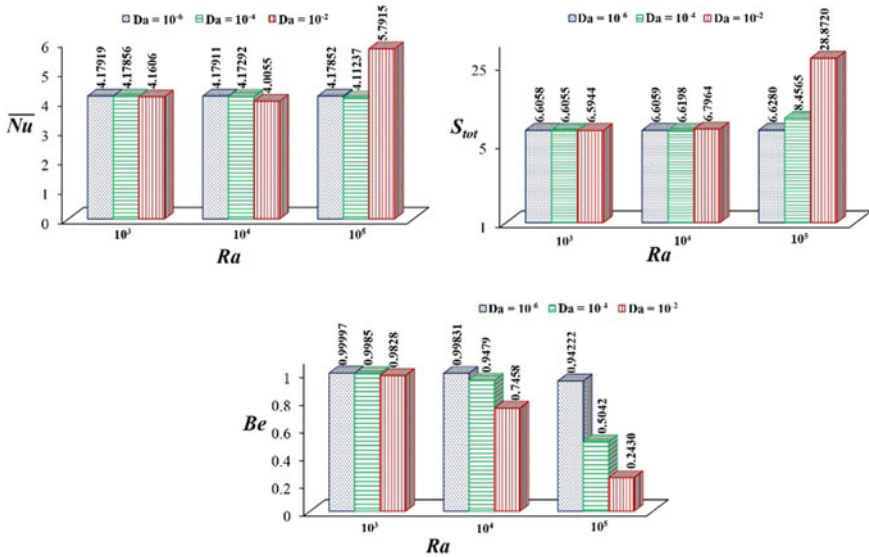 Da = 10⁻⁶ Da = 10⁻⁴ Da = 10⁻²
6
5
4
3
2
1
0
Nu
4.17919 4.17856 4.1606
4.17911 4.17292 4.0055
4.17852 4.11237 5.7915
10³ 10⁴ 10⁵
Ra
Da = 10⁻⁶ Da = 10⁻⁴ Da = 10⁻²
25
5
1
S_tot
6.6058 6.6055 6.5944
6.6059 6.6198 6.7964
6.6280 8.4565 28.8720
10³ 10⁴ 10⁵
Ra
Da = 10⁻⁶ Da = 10⁻⁴ Da = 10⁻²
1
0.8
0.6
0.4
0.2
0
Be
0.99997 0.9985 0.9828
0.99831 0.9479 0.7458
0.94222 0.5042 0.2430
10³ 10⁴ 10⁵
Ra